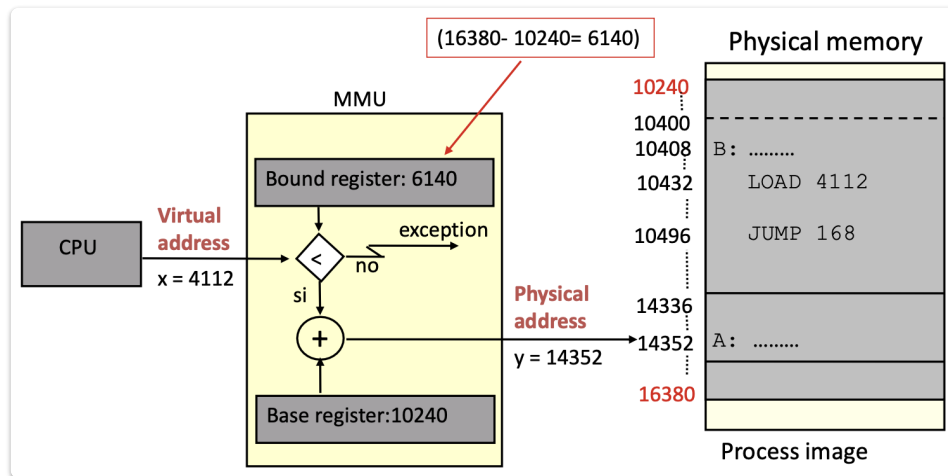 (16380- 10240= 6140)
Physical memory
MMU
10240
10400
Bound register: 6140
10408
B: .........
10432
LOAD 4112
Virtual
address
exception
CPU
<
no
10496
JUMP 168
x = 4112
si
Physical
address
14336
+
14352
A: .........
y = 14352
16380
Base register:10240
Process image